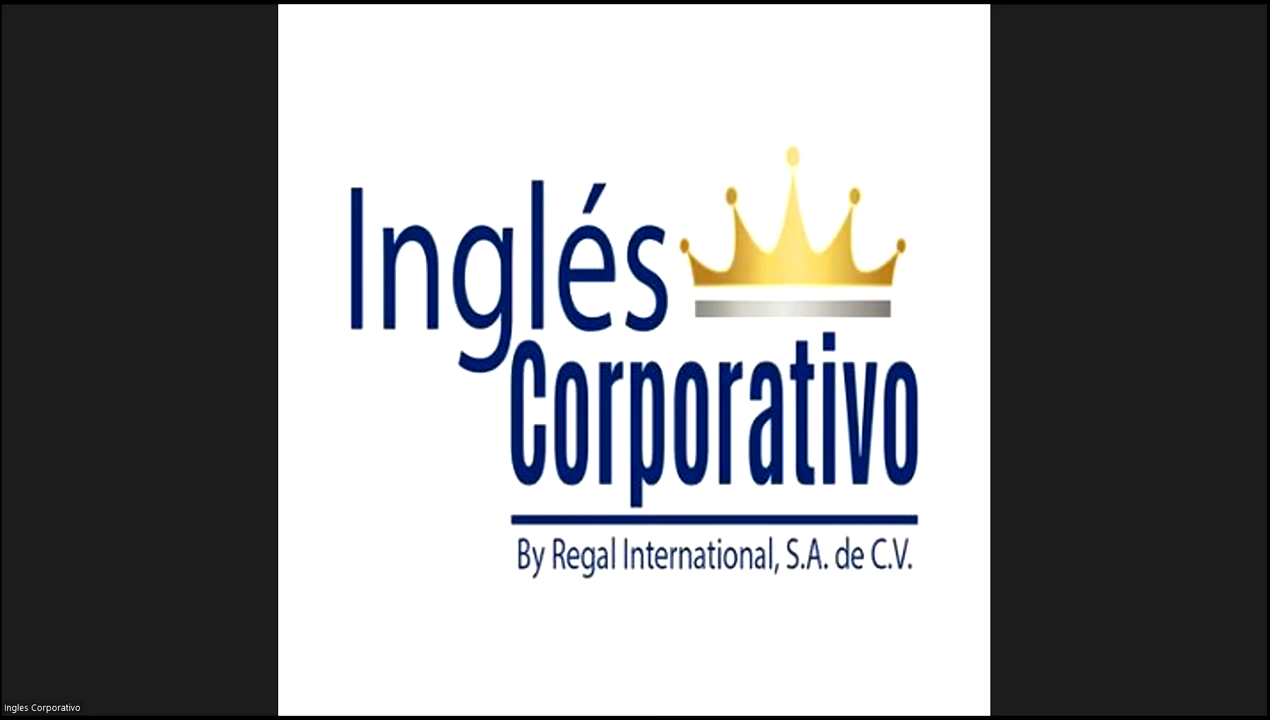 Inglés
Corporativo
By Regal International, S.A. de C.V.
Ingles Corporativo